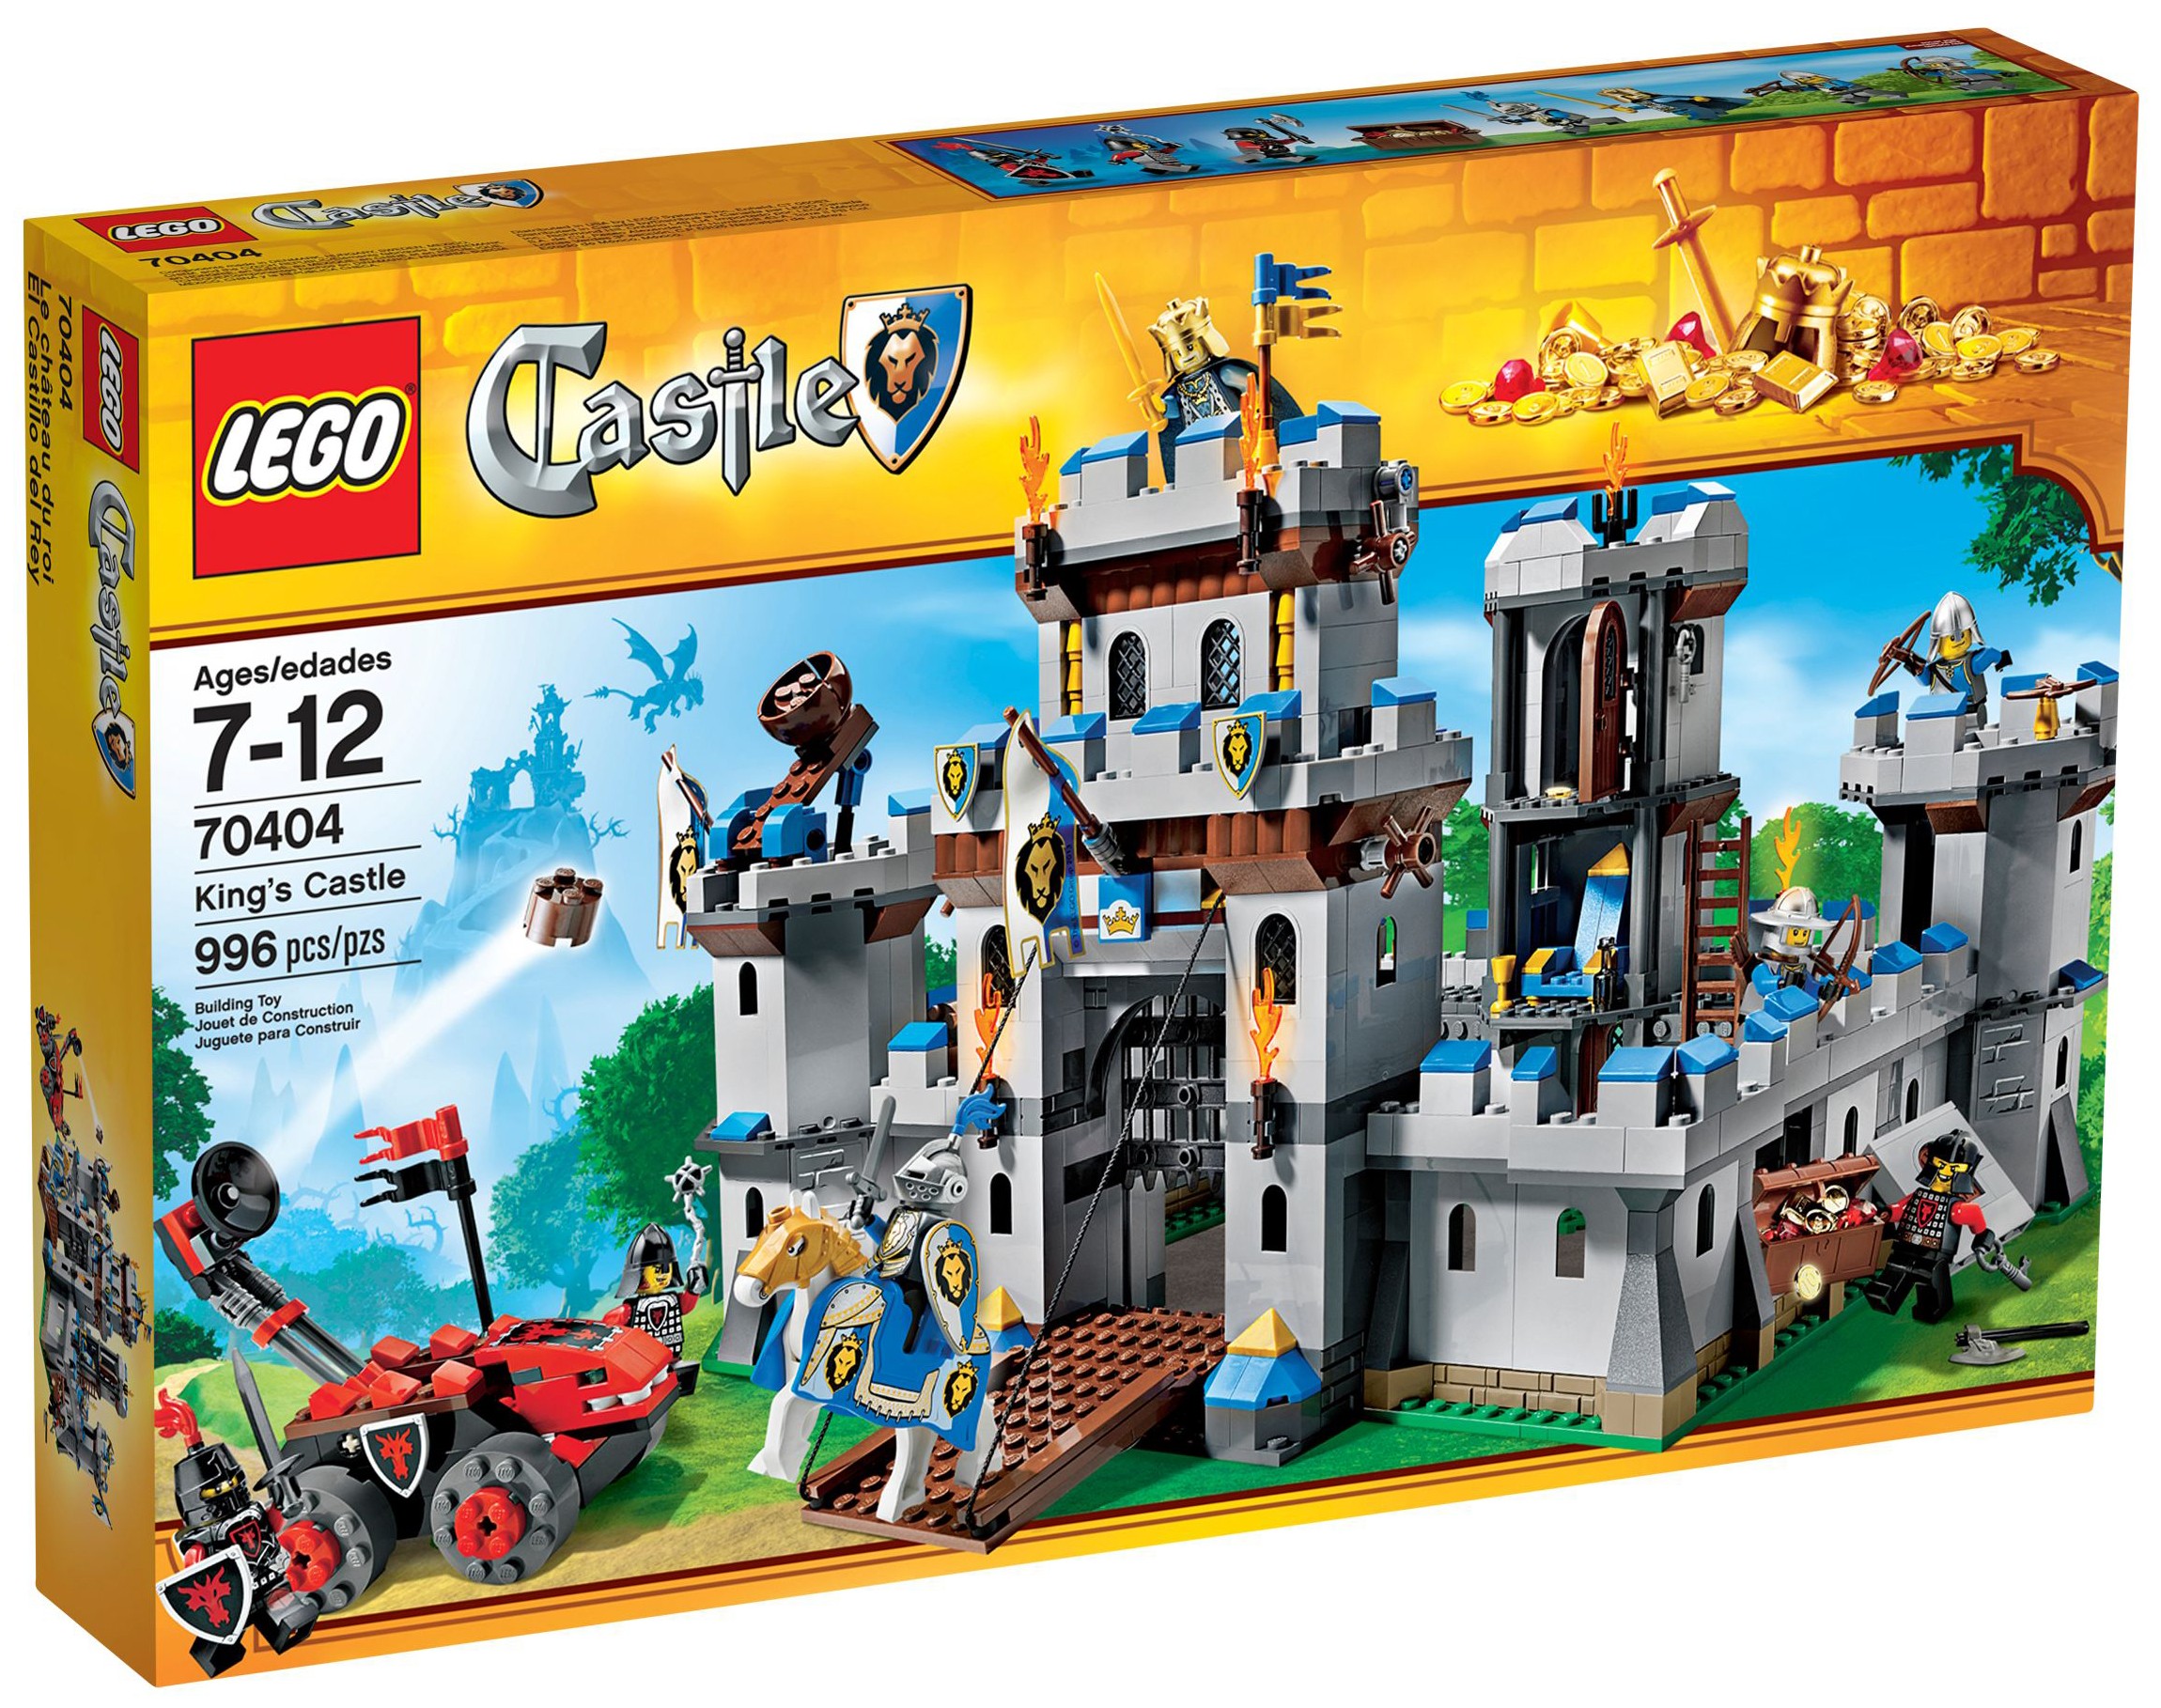 LEGO
Castle
70404
70404
Le château du roi
El Castillo del Rey
LEGO
Castle
LEGO®
Castle
Ages/edades
7-12
70404
King's Castle
996 pcs/pzs
Building Toy
Jouet de Construction
Juguete para Construir